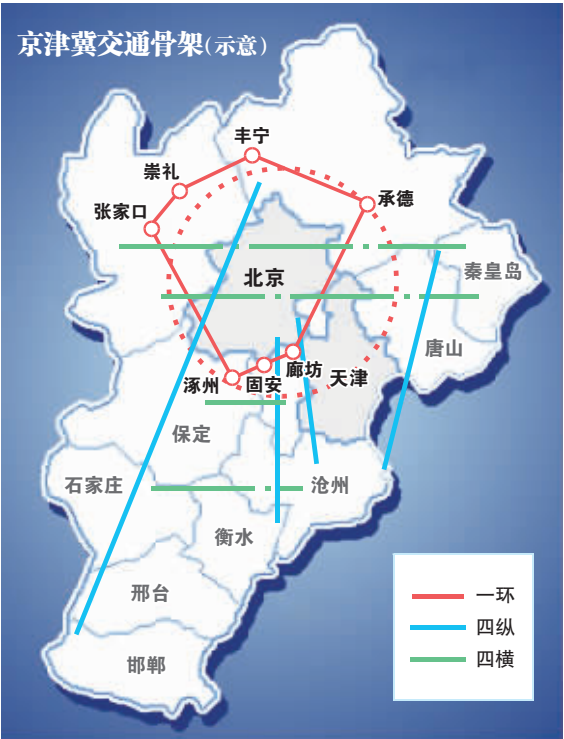 京津冀交通骨架(示意)
丰宁
崇礼
承德
张家口
秦皇岛
北京
唐山
廊坊
天津
涿州
固安
保定
石家庄
沧州
衡水
邢台
邯郸
一环
四纵
四横